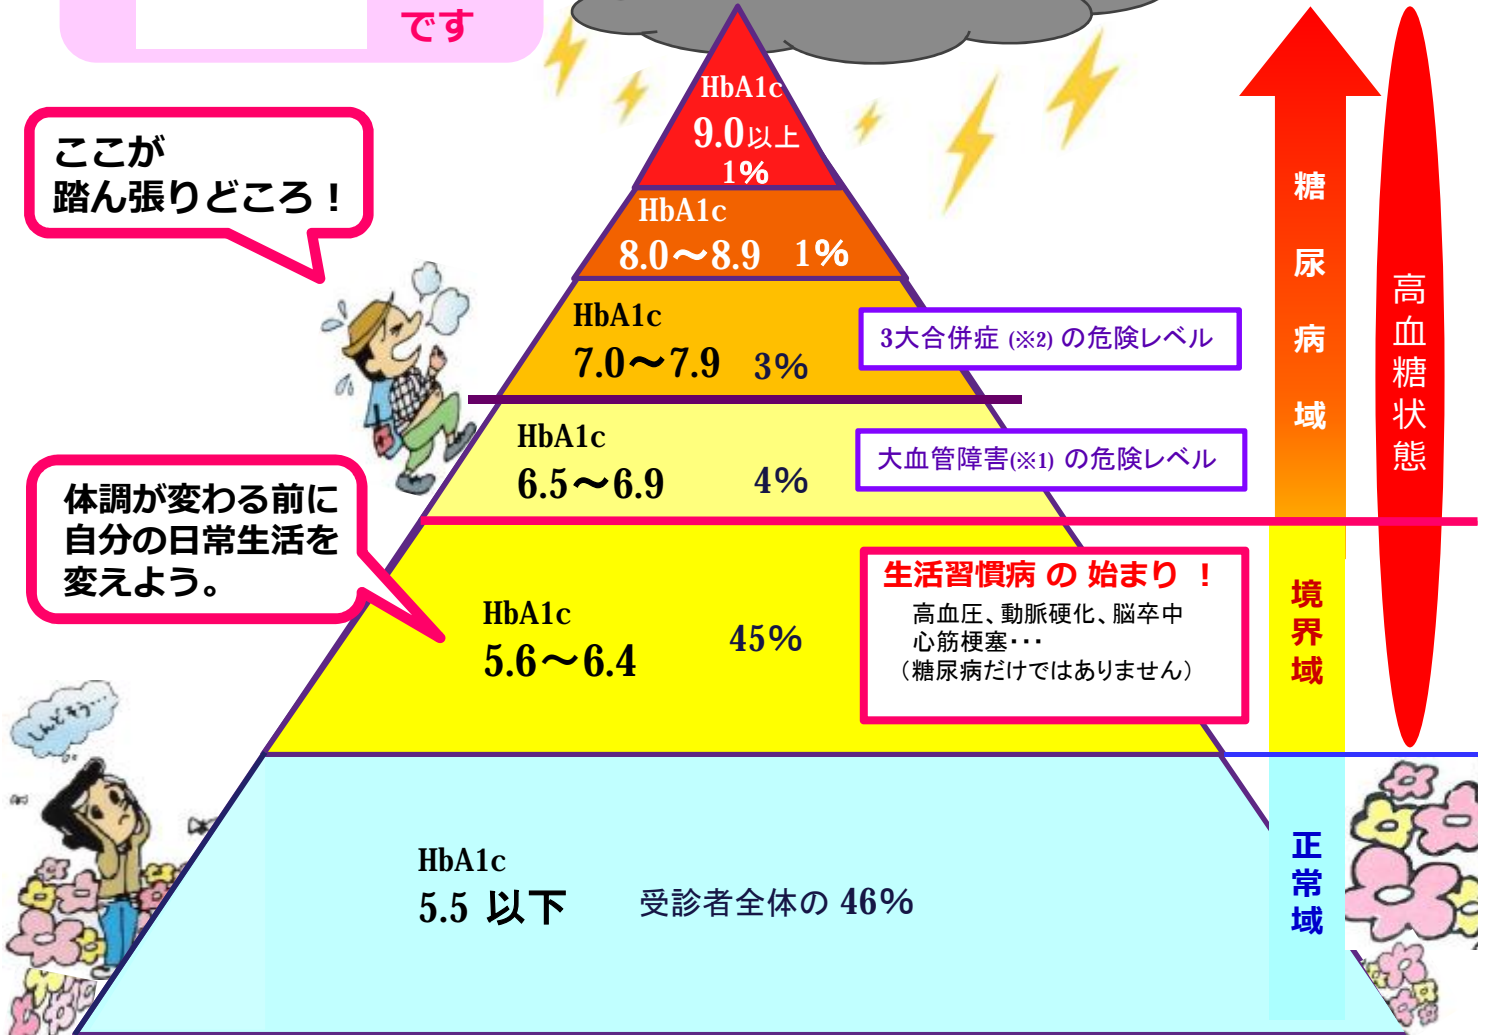 です
HbA1c
9.0以上
1%
ここが
踏ん張りどころ！
HbA1c
8.0〜8.9 1%
HbA1c
7.0〜7.9 3%
3大合併症 (※2) の危険レベル
HbA1c
6.5〜6.9 4%
大血管障害(※1) の危険レベル
体調が変わる前に
自分の日常生活を
変えよう。
HbA1c
5.6〜6.4 45%
生活習慣病 の 始まり ！
高血圧、動脈硬化、脳卒中
心筋梗塞･･･
（糖尿病だけではありません）
しんどそう…
HbA1c
5.5 以下 受診者全体の 46%
糖尿病域
境界域
正常域
高血糖状態